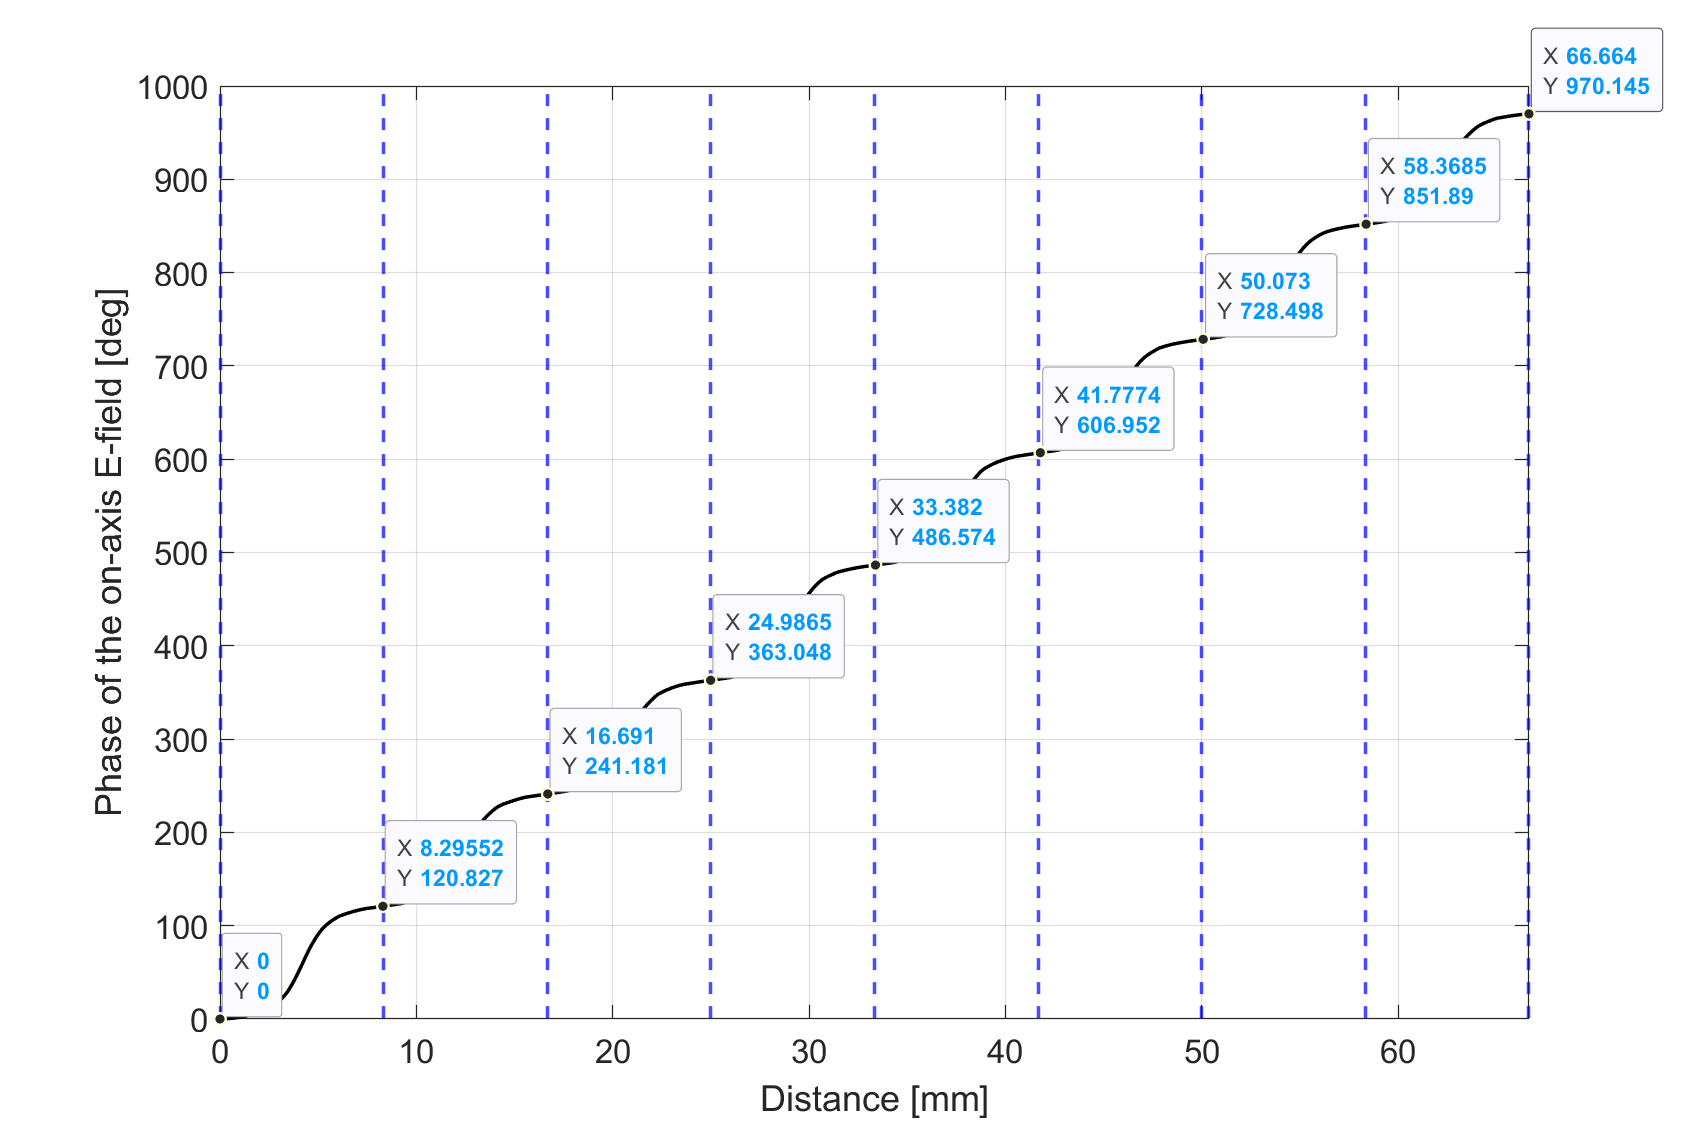 X 66.664
Y 970.145
1000
X 58.3685
Y 851.89
900
X 50.073
Y 728.498
800
X 41.7774
Y 606.952
700
X 33.382
Y 486.574
600
X 24.9865
Y 363.048
500
X 16.691
Y 241.181
400
X 8.29552
Y 120.827
300
X 0
Y 0
200
100
0
Phase of the on-axis E-field [deg]
0 10 20 30 40 50 60
Distance [mm]